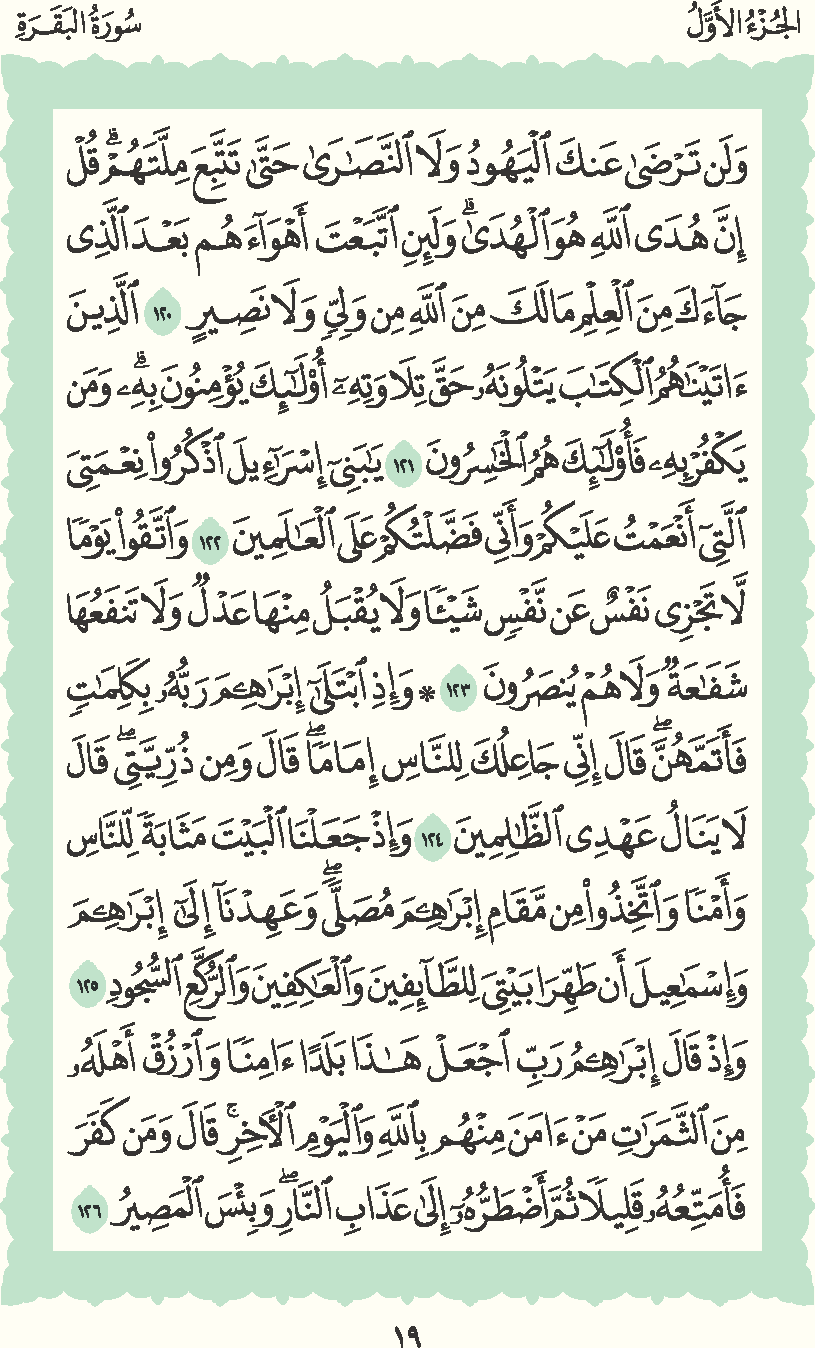 الجُزْءُ الأَوَّلُ
سُورَةُ البَقَرَةِ
وَلَن تَرْضَىٰ عَنكَ ٱلْيَهُودُ وَلَا ٱلنَّصَـٰرَىٰ حَتَّىٰ تَتَّبِعَ مِلَّتَهُمْ ۗ قُلْ
إِنَّ هُدَى ٱللَّهِ هُوَ ٱلْهُدَىٰ ۗ وَلَئِنِ ٱتَّبَعْتَ أَهْوَآءَهُم بَعْدَ ٱلَّذِى
جَآءَكَ مِنَ ٱلْعِلْمِ مَا لَكَ مِنَ ٱللَّهِ مِن وَلِىٍّ وَلَا نَصِيرٍ ١٢٠ ٱلَّذِينَ
ءَاتَيْنَـٰهُمُ ٱلْكِتَـٰبَ يَتْلُونَهُۥ حَقَّ تِلَاوَتِهِۦٓ أُو۟لَـٰٓئِكَ يُؤْمِنُونَ بِهِۦ ۗ وَمَن
يَكْفُرْ بِهِۦ فَأُو۟لَـٰٓئِكَ هُمُ ٱلْخَـٰسِرُونَ ١٢١ يَـٰبَنِىٓ إِسْرَٰٓءِيلَ ٱذْكُرُوا۟ نِعْمَتِىَ
ٱلَّتِىٓ أَنْعَمْتُ عَلَيْكُمْ وَأَنِّى فَضَّلْتُكُمْ عَلَى ٱلْعَـٰلَمِينَ ١٢٢ وَٱتَّقُوا۟ يَوْمًا
لَّا تَجْزِى نَفْسٌ عَن نَّفْسٍ شَيْـًٔا وَلَا يُقْبَلُ مِنْهَا عَدْلٌ وَلَا تَنفَعُهَا
شَفَـٰعَةٌ وَلَا هُمْ يُنصَرُونَ ١٢٣ * وَإِذِ ٱبْتَلَىٰٓ إِبْرَٰهِـۧمَ رَبُّهُۥ بِكَلِمَـٰتٍ
فَأَتَمَّهُنَّ ۖ قَالَ إِنِّى جَاعِلُكَ لِلنَّاسِ إِمَامًا ۖ قَالَ وَمِن ذُرِّيَّتِى ۖ قَالَ
لَا يَنَالُ عَهْدِى ٱلظَّـٰلِمِينَ ١٢٤ وَإِذْ جَعَلْنَا ٱلْبَيْتَ مَثَابَةً لِّلنَّاسِ
وَأَمْنًا وَٱتَّخِذُوا۟ مِن مَّقَامِ إِبْرَٰهِـۧمَ مُصَلًّى ۖ وَعَهِدْنَآ إِلَىٰٓ إِبْرَٰهِـۧمَ
وَإِسْمَـٰعِيلَ أَن طَهِّرَا بَيْتِىَ لِلطَّآئِفِينَ وَٱلْعَـٰكِفِينَ وَٱلرُّكَّعِ ٱلسُّجُودِ ١٢٥
وَإِذْ قَالَ إِبْرَٰهِـۧمُ رَبِّ ٱجْعَلْ هَـٰذَا بَلَدًا ءَامِنًا وَٱرْزُقْ أَهْلَهُۥ
مِنَ ٱلثَّمَرَٰتِ مَنْ ءَامَنَ مِنْهُم بِٱللَّهِ وَٱلْيَوْمِ ٱلْـَٔاخِرِ ۚ قَالَ وَمَن كَفَرَ
فَأُمَتِّعُهُۥ قَلِيلًا ثُمَّ أَضْطَرُّهُۥٓ إِلَىٰ عَذَابِ ٱلنَّارِ ۖ وَبِئْسَ ٱلْمَصِيرُ ١٢٦
١٩